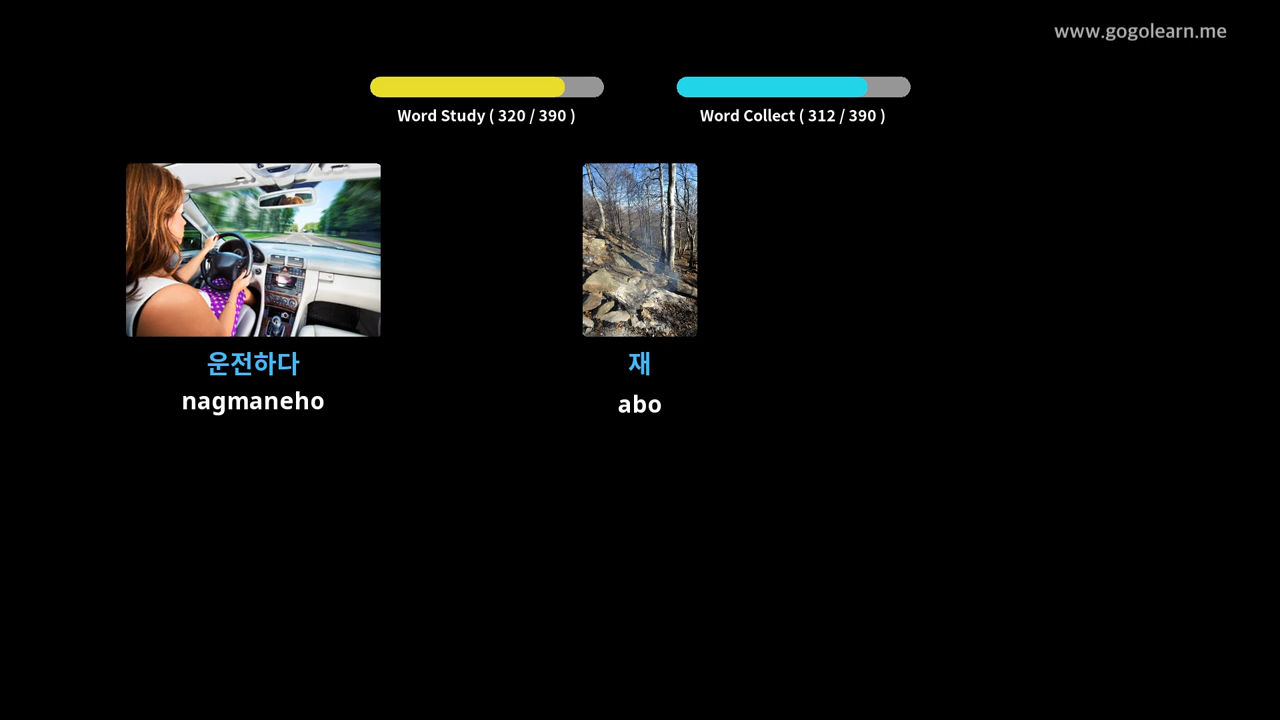 www.gogolearn.me
Word Study ( 320 / 390 )
Word Collect ( 312 / 390 )
운전하다
nagmaneho
재
abo